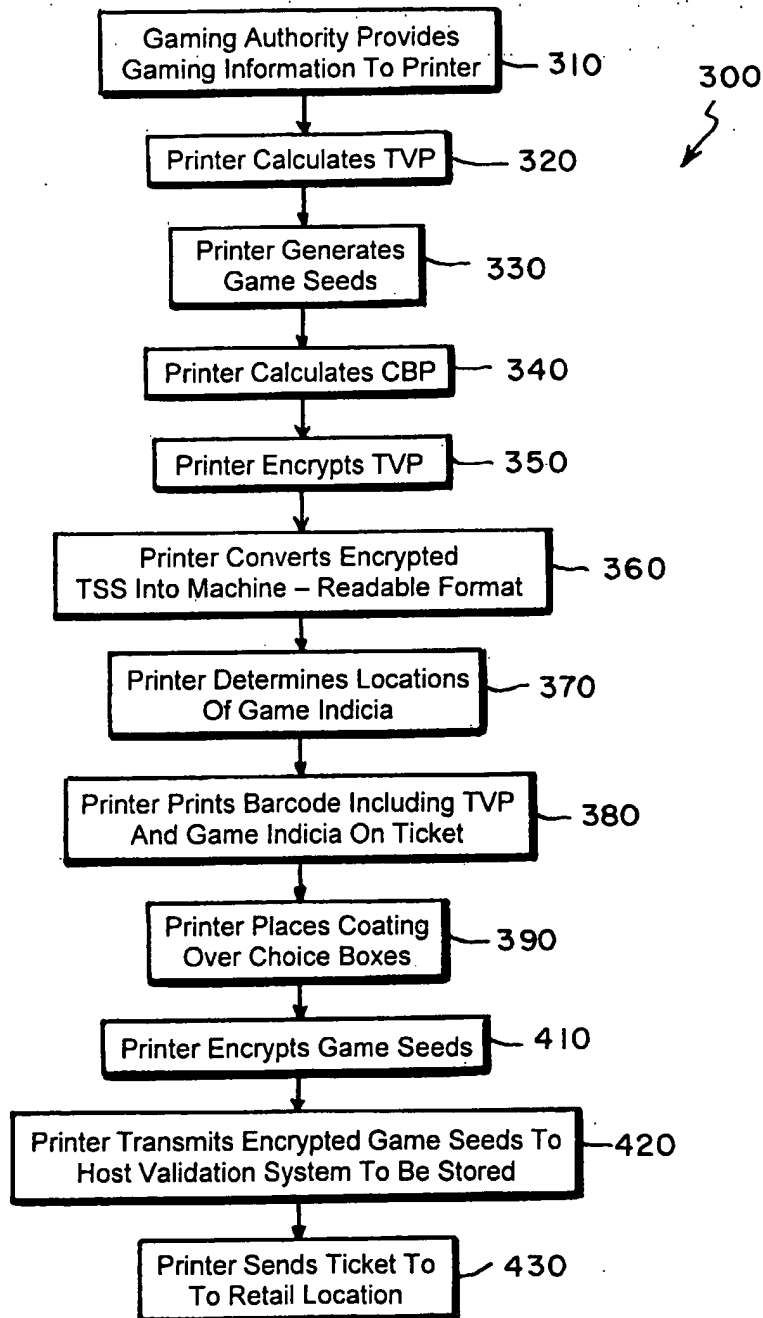 Gaming Authority Provides
Gaming Information To Printer
310
300
Printer Calculates TVP
320
Printer Generates
Game Seeds
330
Printer Calculates CBP
340
Printer Encrypts TVP
350
Printer Converts Encrypted
TSS Into Machine – Readable Format
360
Printer Determines Locations
Of Game Indicia
370
Printer Prints Barcode Including TVP
And Game Indicia On Ticket
380
Printer Places Coating
Over Choice Boxes
390
Printer Encrypts Game Seeds
410
Printer Transmits Encrypted Game Seeds To
Host Validation System To Be Stored
420
Printer Sends Ticket To
To Retail Location
430